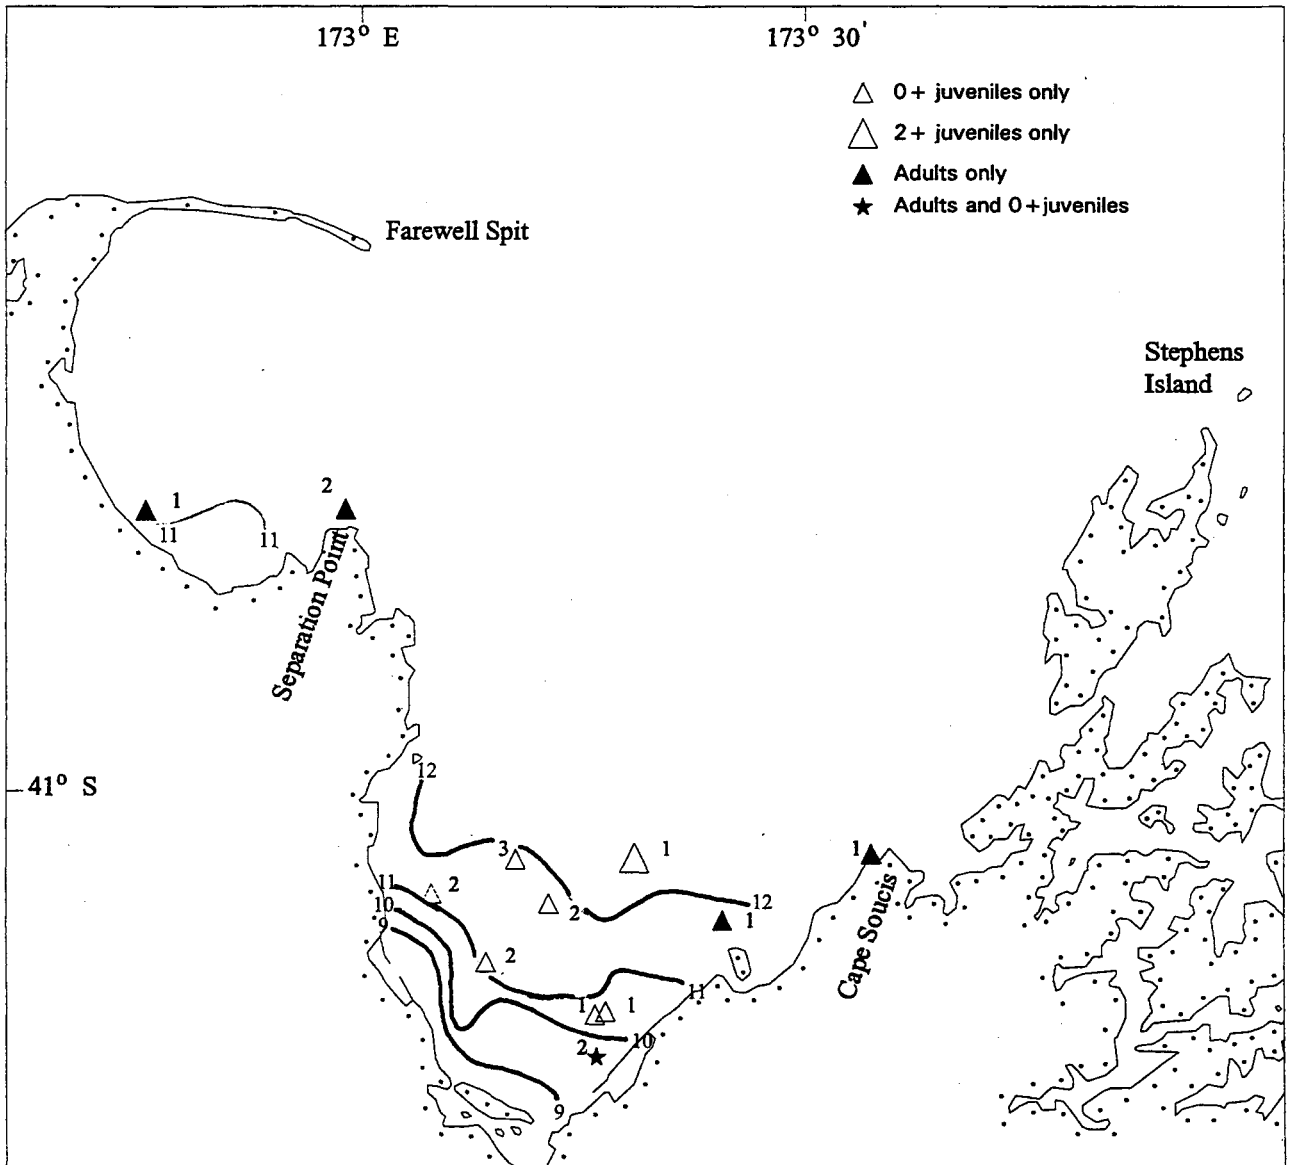 173° E
173° 30'
0+ juveniles only
2+ juveniles only
Adults only
Adults and 0+juveniles
Farewell Spit
Stephens
Island
1
2
11
11
Separation Point
12
41° S
3
1
1
11
2
10
2
12
1
9
Cape Soucis
2
11
1
1
10
2
9